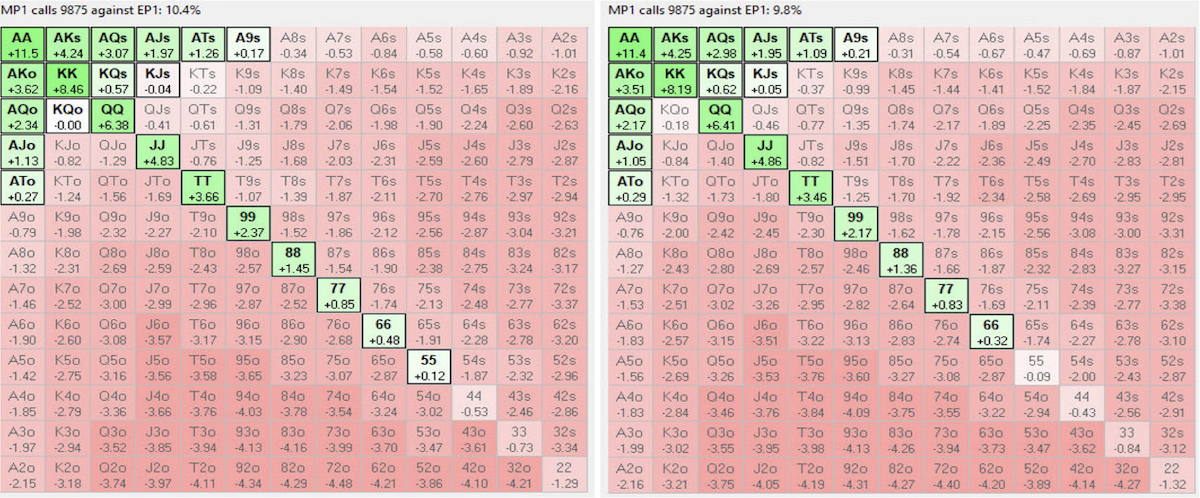 MP1 calls 9875 against EP1: 10.4%
AA AKs AQs AJs ATs A9s A8s A7s A6s A5s A4s A3s A2s
+11.5 +4.24 +3.07 +1.97 +1.26 +0.17 -0.34 -0.53 -0.84 -0.58 -0.60 -0.92 -1.01
AKo KK KQs KJs KTs K9s K8s K7s K6s K5s K4s K3s K2s
+3.62 +8.46 +0.57 -0.04 -0.22 -1.09 -1.40 -1.49 -1.54 -1.52 -1.65 -1.89 -2.16
AQo KQo QQ QJs QTs Q9s Q8s Q7s Q6s Q5s Q4s Q3s Q2s
+2.34 -0.00 +6.38 -0.41 -0.61 -1.31 -1.79 -2.06 -1.98 -1.90 -2.24 -2.60 -2.63
AJo KJo QJo JJ JTs J9s J8s J7s J6s J5s J4s J3s J2s
+1.13 -0.82 -1.29 +4.83 -0.76 -1.25 -1.68 -2.03 -2.31 -2.59 -2.60 -2.79 -2.87
ATo KTo QTo JTo TT T9s T8s T7s T6s T5s T4s T3s T2s
+0.27 -1.24 -1.56 -1.69 +3.66 -1.07 -1.39 -1.87 -2.11 -2.70 -2.76 -2.97 -2.94
A9o K9o Q9o J9o T9o 99 98s 97s 96s 95s 94s 93s 92s
-0.79 -1.98 -2.32 -2.27 -2.10 +2.37 -1.52 -1.86 -2.12 -2.56 -2.87 -3.04 -3.21
A8o K8o Q8o J8o T8o 98o 88 87s 86s 85s 84s 83s 82s
-1.32 -2.31 -2.69 -2.59 -2.43 -2.57 +1.45 -1.54 -1.90 -2.38 -2.75 -3.24 -3.17
A7o K7o Q7o J7o T7o 97o 87o 77 76s 75s 74s 73s 72s
-1.46 -2.52 -3.00 -2.99 -2.96 -2.87 -2.52 +0.85 -1.74 -2.13 -2.48 -2.77 -3.37
A6o K6o Q6o J6o T6o 96o 86o 76o 66 65s 64s 63s 62s
-1.90 -2.60 -3.08 -3.57 -3.17 -3.15 -2.90 -2.68 +0.48 -1.91 -2.28 -2.78 -3.20
A5o K5o Q5o J5o T5o 95o 85o 75o 65o 55 54s 53s 52s
-1.42 -2.75 -3.16 -3.56 -3.58 -3.65 -3.23 -3.07 -2.87 +0.12 -1.87 -2.32 -2.96
A4o K4o Q4o J4o T4o 94o 84o 74o 64o 54o 44 43s 42s
-1.85 -2.79 -3.36 -3.66 -3.76 -4.03 -3.78 -3.54 -3.24 -3.02 -0.53 -2.46 -2.86
A3o K3o Q3o J3o T3o 93o 83o 73o 63o 53o 43o 33 32s
-1.97 -2.94 -3.52 -3.85 -3.94 -4.13 -4.16 -3.99 -3.70 -3.47 -3.61 -0.73 -3.34
A2o K2o Q2o J2o T2o 92o 82o 72o 62o 52o 42o 32o 22
-2.15 -3.18 -3.74 -3.97 -4.11 -4.34 -4.29 -4.48 -4.21 -4.21 -4.10 -4.21 -1.29
MP1 calls 9875 against EP1: 9.8%
AA AKs AQs AJs ATs A9s A8s A7s A6s A5s A4s A3s A2s
+11.4 +4.25 +2.98 +1.95 +1.09 +0.21 -0.31 -0.54 -0.67 -0.47 -0.69 -0.87 -1.01
AKo KK KQs KJs KTs K9s K8s K7s K6s K5s K4s K3s K2s
+3.51 +8.19 +0.62 +0.05 -0.37 -0.99 -1.45 -1.44 -1.41 -1.52 -1.84 -1.87 -2.15
AQo KQo QQ QJs QTs Q9s Q8s Q7s Q6s Q5s Q4s Q3s Q2s
+2.17 -0.18 +6.41 -0.46 -0.77 -1.35 -1.74 -2.17 -1.89 -2.25 -2.35 -2.45 -2.69
AJo KJo QJo JJ JTs J9s J8s J7s J6s J5s J4s J3s J2s
+1.05 -0.84 -1.40 +4.86 -0.82 -1.51 -1.70 -2.22 -2.36 -2.49 -2.70 -2.83 -2.81
ATo KTo QTo JTo TT T9s T8s T7s T6s T5s T4s T3s T2s
+0.29 -1.32 -1.73 -1.80 +3.46 -1.25 -1.67 -1.92 -2.34 -2.58 -2.69 -2.95 -2.95
A9o K9o Q9o J9o T9o 99 98s 97s 96s 95s 94s 93s 92s
-0.76 -2.00 -2.42 -2.45 -2.30 +2.17 -1.62 -1.78 -2.15 -2.56 -3.08 -3.00 -3.31
A8o K8o Q8o J8o T8o 98o 88 87s 86s 85s 84s 83s 82s
-1.27 -2.43 -2.80 -2.69 -2.57 -2.46 +1.36 -1.66 -1.87 -2.32 -2.83 -3.27 -3.15
A7o K7o Q7o J7o T7o 97o 87o 77 76s 75s 74s 73s 72s
-1.53 -2.51 -3.02 -3.26 -2.95 -2.82 -2.64 +0.83 -1.69 -2.11 -2.39 -2.77 -3.38
A6o K6o Q6o J6o T6o 96o 86o 76o 66 65s 64s 63s 62s
-1.83 -2.57 -3.15 -3.51 -3.22 -3.13 -2.83 -2.74 +0.32 -1.74 -2.27 -2.78 -3.10
A5o K5o Q5o J5o T5o 95o 85o 75o 65o 55 54s 53s 52s
-1.56 -2.69 -3.26 -3.53 -3.76 -3.60 -3.27 -3.08 -2.87 -0.09 -2.00 -2.43 -2.87
A4o K4o Q4o J4o T4o 94o 84o 74o 64o 54o 44 43s 42s
-1.83 -2.84 -3.46 -3.76 -3.84 -4.09 -3.75 -3.55 -3.22 -2.94 -0.43 -2.56 -2.91
A3o K3o Q3o J3o T3o 93o 83o 73o 63o 53o 43o 33 32s
-1.99 -3.02 -3.55 -3.95 -3.98 -4.13 -4.26 -3.94 -3.73 -3.47 -3.62 -0.84 -3.12
A2o K2o Q2o J2o T2o 92o 82o 72o 62o 52o 42o 32o 22
-2.16 -3.21 -3.75 -4.05 -4.19 -4.31 -4.27 -4.40 -4.20 -3.89 -4.14 -4.14 -1.32